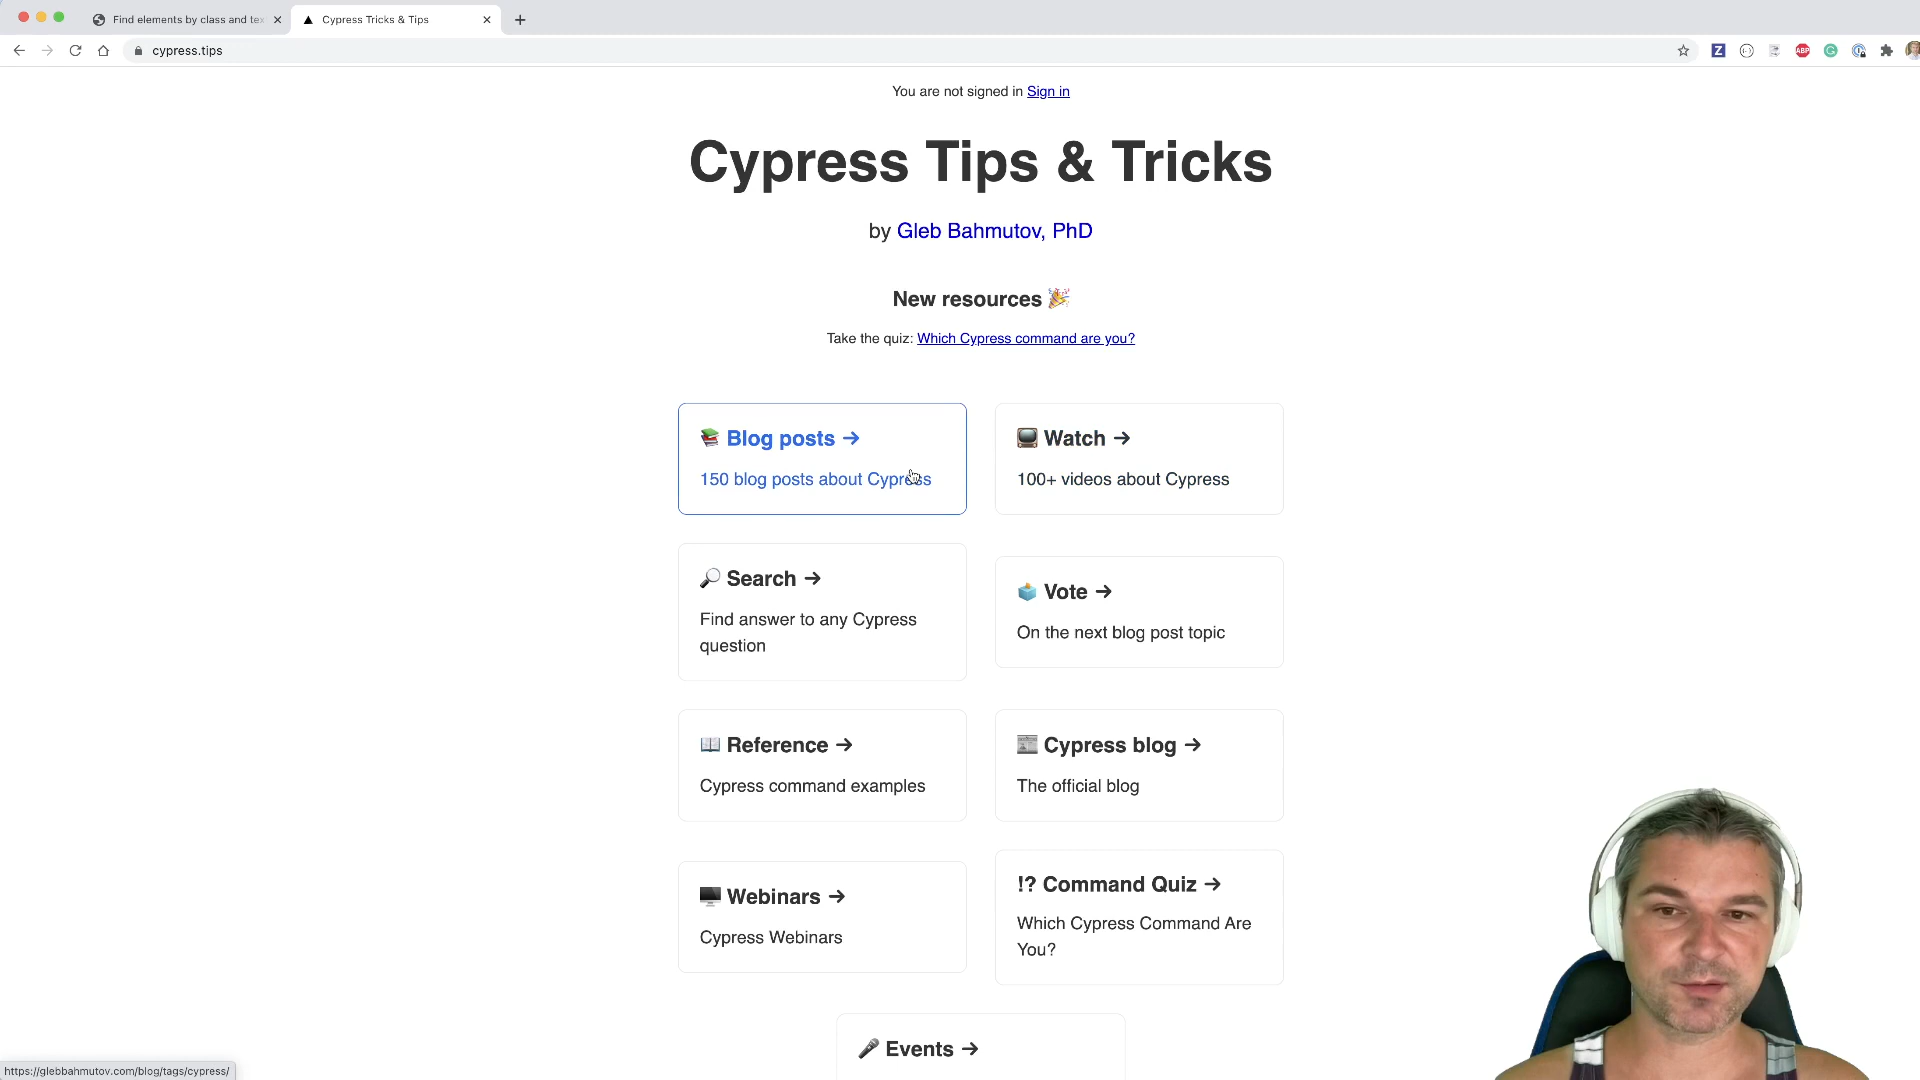 Find elements by class and tex
Cypress Tricks & Tips
cypress.tips
Z
ABP
You are not signed in Sign in
Cypress Tips & Tricks
by Gleb Bahmutov, PhD
New resources 🎉
Take the quiz: Which Cypress command are you?
📚 Blog posts →
150 blog posts about Cypress
📺 Watch →
100+ videos about Cypress
🔎 Search →
Find answer to any Cypress
question
🗳 Vote →
On the next blog post topic
📖 Reference →
Cypress command examples
📰 Cypress blog →
The official blog
🖥 Webinars →
Cypress Webinars
!? Command Quiz →
Which Cypress Command Are
You?
🎤 Events →
https://glebbahmutov.com/blog/tags/cypress/